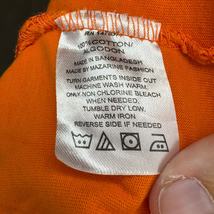 100%COTTON/
ALGODON
MADE IN BANGLADESH
MADE BY MAZARINE FASHION
TURN GARMENTS INSIDE OUT
MACHINE WASH WARM,
ONLY NON CHLORINE BLEACH
WHEN NEEDED,
TUMBLE DRY LOW,
WARM IRON
REVERSE SIDE IF NEEDED